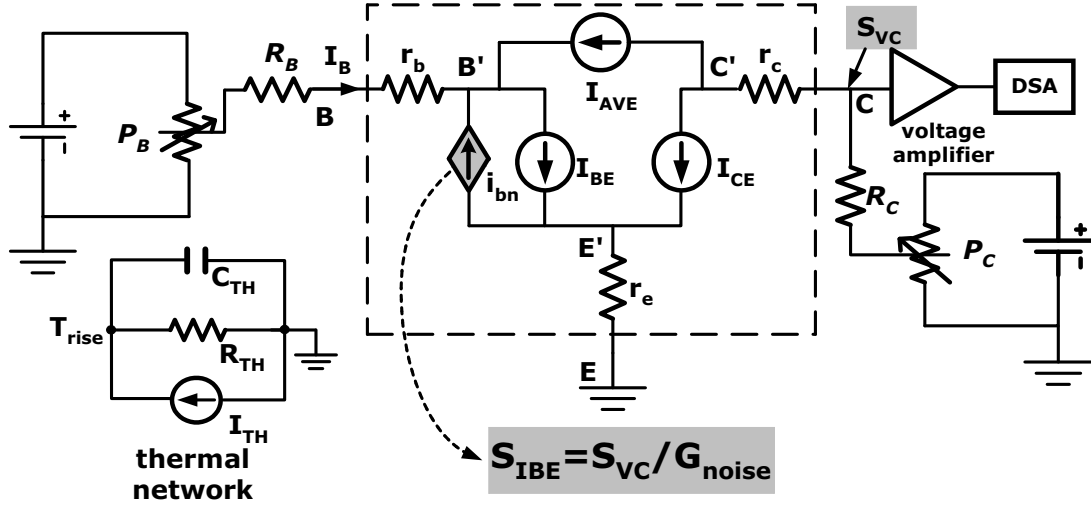 S_VC
R_B
I_B
r_b
B'
C'
r_c
I_AVE
B
C
DSA
P_B
+
-
voltage
amplifier
i_bn
I_BE
I_CE
R_C
P_C
+
-
E'
r_e
C_TH
T_rise
R_TH
E
I_TH
thermal
network
S_IBE=S_VC/G_noise